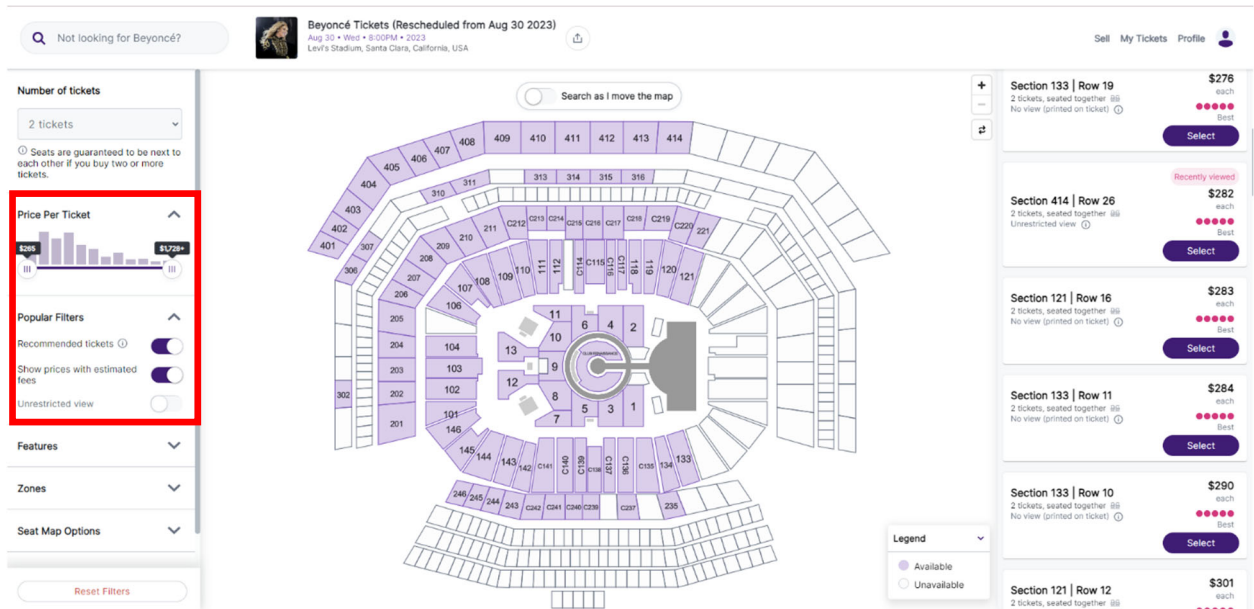 Not looking for Beyoncé?
Beyoncé Tickets (Rescheduled from Aug 30 2023)
Aug 30 • Wed • 8:00PM • 2023
Levi's Stadium, Santa Clara, California, USA
Sell My Tickets Profile
Number of tickets
2 tickets
Seats are guaranteed to be next to
each other if you buy two or more
tickets.
Price Per Ticket
$265 $1,728+
Popular Filters
Recommended tickets
Show prices with estimated
fees
Unrestricted view
Features
Zones
Seat Map Options
Reset Filters
Search as I move the map
409 410 411 412 413 414
408
407
406
405
404
403
402
401
310 311 313 314 315 316
307
306
302
C212 C213 C214 C215 C216 C217 C218 C219 C220 221
211
210
209
208
207
206
205
204
203
202
201
111 112 C114 C115 C116 C117 118 119 120 121
110
109
108
107
106
104
103
102
101
146
145 144 143 142 C141 C140 C139 C138 C137 C136 C135 134 133
11 6 4 2
10
13 9
12 8
7 5 3 1
246 245 244 243 C242 C241 C240 C239 C237 235
Legend
Available
Unavailable
Section 133 | Row 19
$276
each
2 tickets, seated together
No view (printed on ticket)
Best
Select
Recently viewed
Section 414 | Row 26
$282
each
2 tickets, seated together
Unrestricted view
Best
Select
Section 121 | Row 16
$283
each
2 tickets, seated together
No view (printed on ticket)
Best
Select
Section 133 | Row 11
$284
each
2 tickets, seated together
No view (printed on ticket)
Best
Select
Section 133 | Row 10
$290
each
2 tickets, seated together
No view (printed on ticket)
Best
Select
Section 121 | Row 12
$301
each
2 tickets, seated together